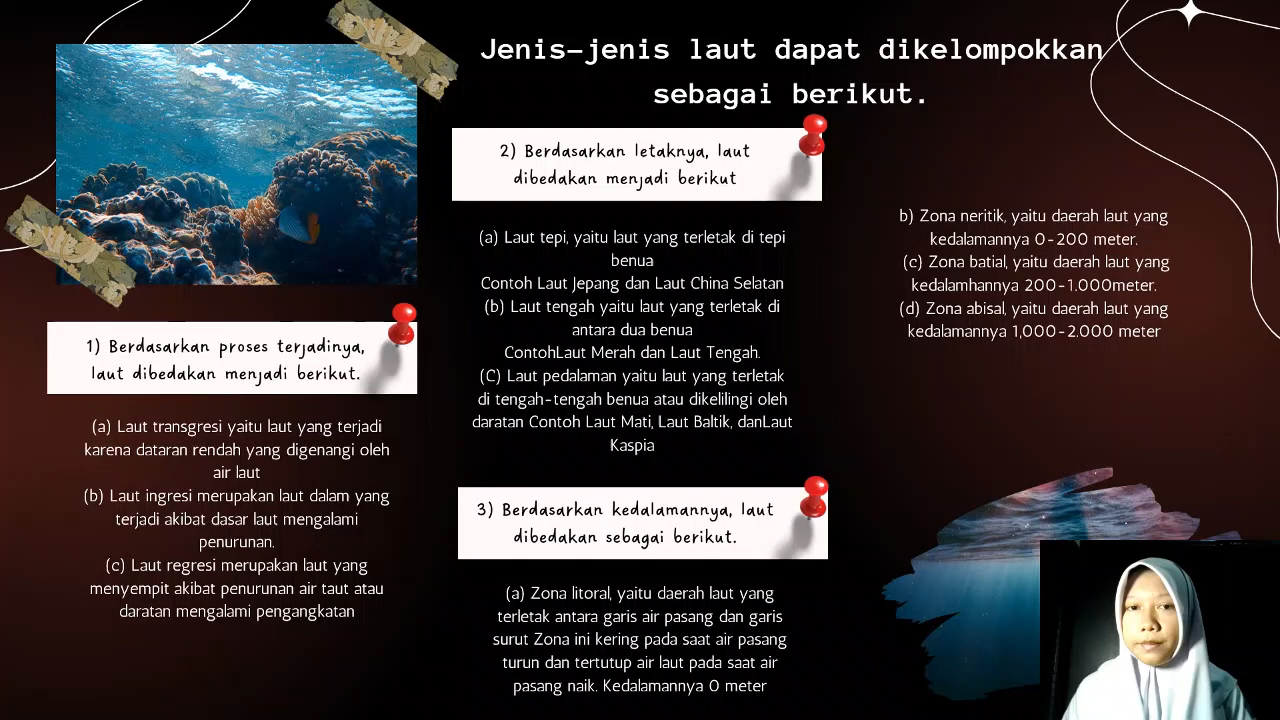 Jenis-jenis laut dapat dikelompokkan
sebagai berikut.
1) Berdasarkan proses terjadinya,
laut dibedakan menjadi berikut.
(a) Laut transgresi yaitu laut yang terjadi
karena dataran rendah yang digenangi oleh
air laut
(b) Laut ingresi merupakan laut dalam yang
terjadi akibat dasar laut mengalami
penurunan.
(c) Laut regresi merupakan laut yang
menyempit akibat penurunan air taut atau
daratan mengalami pengangkatan
2) Berdasarkan letaknya, laut
dibedakan menjadi berikut
(a) Laut tepi, yaitu laut yang terletak di tepi
benua
Contoh Laut Jepang dan Laut China Selatan
(b) Laut tengah yaitu laut yang terletak di
antara dua benua
ContohLaut Merah dan Laut Tengah.
(C) Laut pedalaman yaitu laut yang terletak
di tengah-tengah benua atau dikelilingi oleh
daratan Contoh Laut Mati, Laut Baltik, danLaut
Kaspia
3) Berdasarkan kedalamannya, laut
dibedakan sebagai berikut.
(a) Zona litoral, yaitu daerah laut yang
terletak antara garis air pasang dan garis
surut Zona ini kering pada saat air pasang
turun dan tertutup air laut pada saat air
pasang naik. Kedalamannya 0 meter
b) Zona neritik, yaitu daerah laut yang
kedalamannya 0-200 meter.
(c) Zona batial, yaitu daerah laut yang
kedalamhannya 200-1.000meter.
(d) Zona abisal, yaitu daerah laut yang
kedalamannya 1,000-2.000 meter